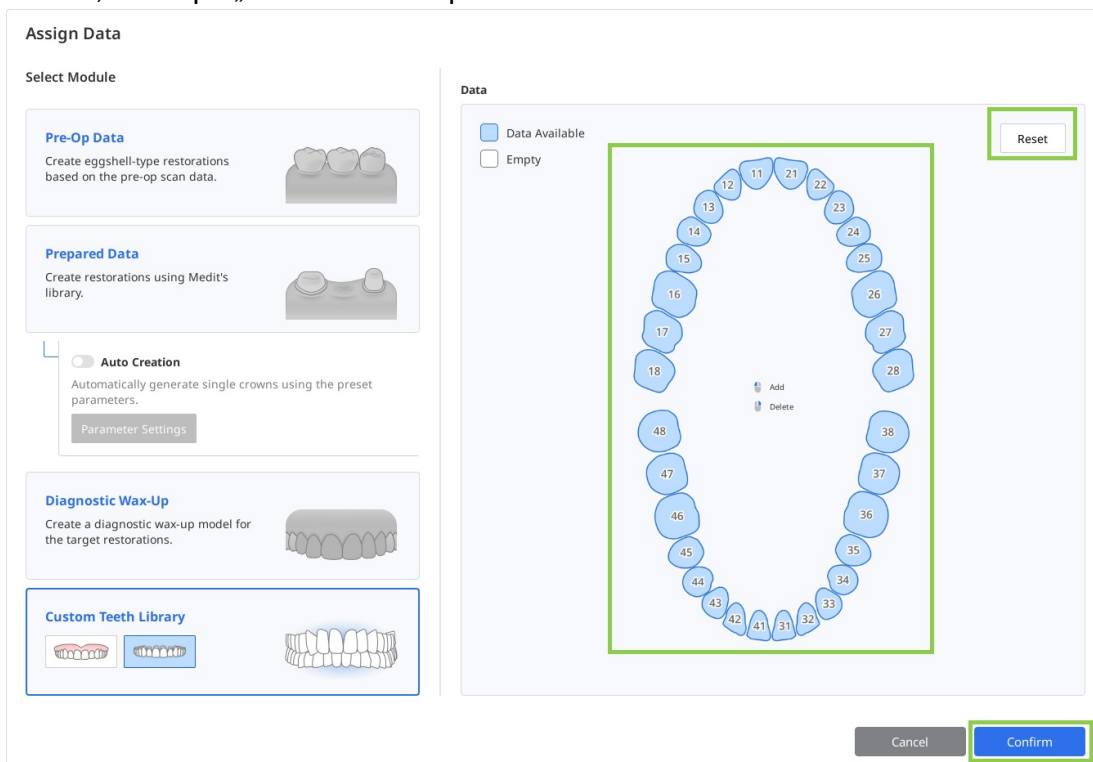 Assign Data
Select Module
Pre-Op Data
Create eggshell-type restorations
based on the pre-op scan data.
Prepared Data
Create restorations using Medit's
library.
Auto Creation
Automatically generate single crowns using the preset
parameters.
Parameter Settings
Diagnostic Wax-Up
Create a diagnostic wax-up model for
the target restorations.
Custom Teeth Library
Data
Data Available
Empty
Reset
11 21
12 22
13 23
14 24
15 25
16 26
17 27
18 28
Add
Delete
48 38
47 37
46 36
45 35
44 34
43 33
42 41 31 32
Cancel
Confirm